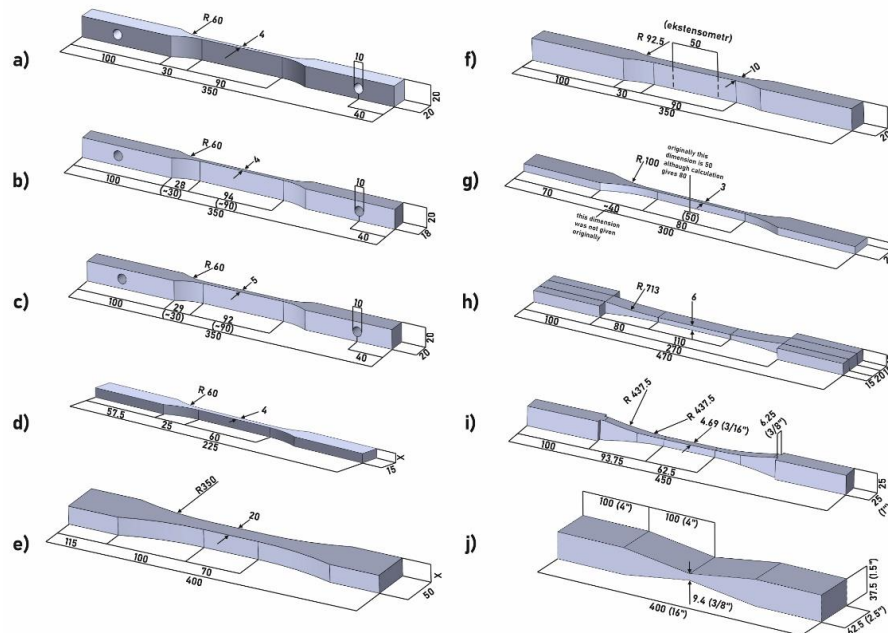 a)
R 60
4
10
100
30
90
350
40
20
20
b)
R 60
4
10
100
28
(~30)
94
(~90)
350
40
20
18
c)
R 60
5
10
100
29
(~30)
92
(~90)
350
40
20
20
d)
R 60
4
57.5
25
60
225
15
X
e)
R350
20
115
100
70
400
50
X
f)
(ekstensometr)
50
R 92.5
10
100
30
90
350
20
g)
originally this
dimension is 50
although calculation
gives 80
R 100
3
70
~40
(50)
80
300
this dimension
was not given
originally
h)
R 713
6
100
80
110
270
470
15
20
i)
R 437.5
R 437.5
4.69 (3/16")
6.25
(3/8")
100
93.75
62.5
450
25
25
(1"
j)
100 (4")
100 (4")
9.4 (3/8")
400 (16")
37.5 (1.5")
62.5 (2.5")